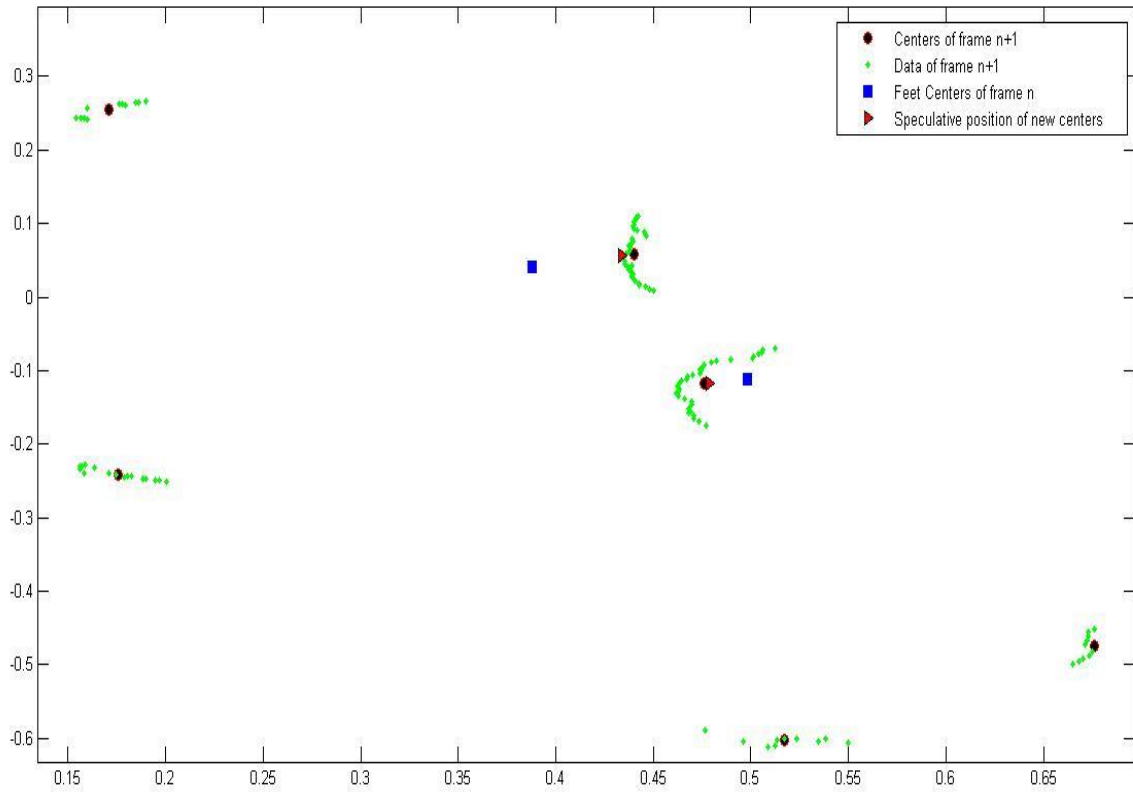 Centers of frame n+1
Data of frame n+1
Feet Centers of frame n
Speculative position of new centers
0.3
0.2
0.1
0
-0.1
-0.2
-0.3
-0.4
-0.5
-0.6
0.15 0.2 0.25 0.3 0.35 0.4 0.45 0.5 0.55 0.6 0.65